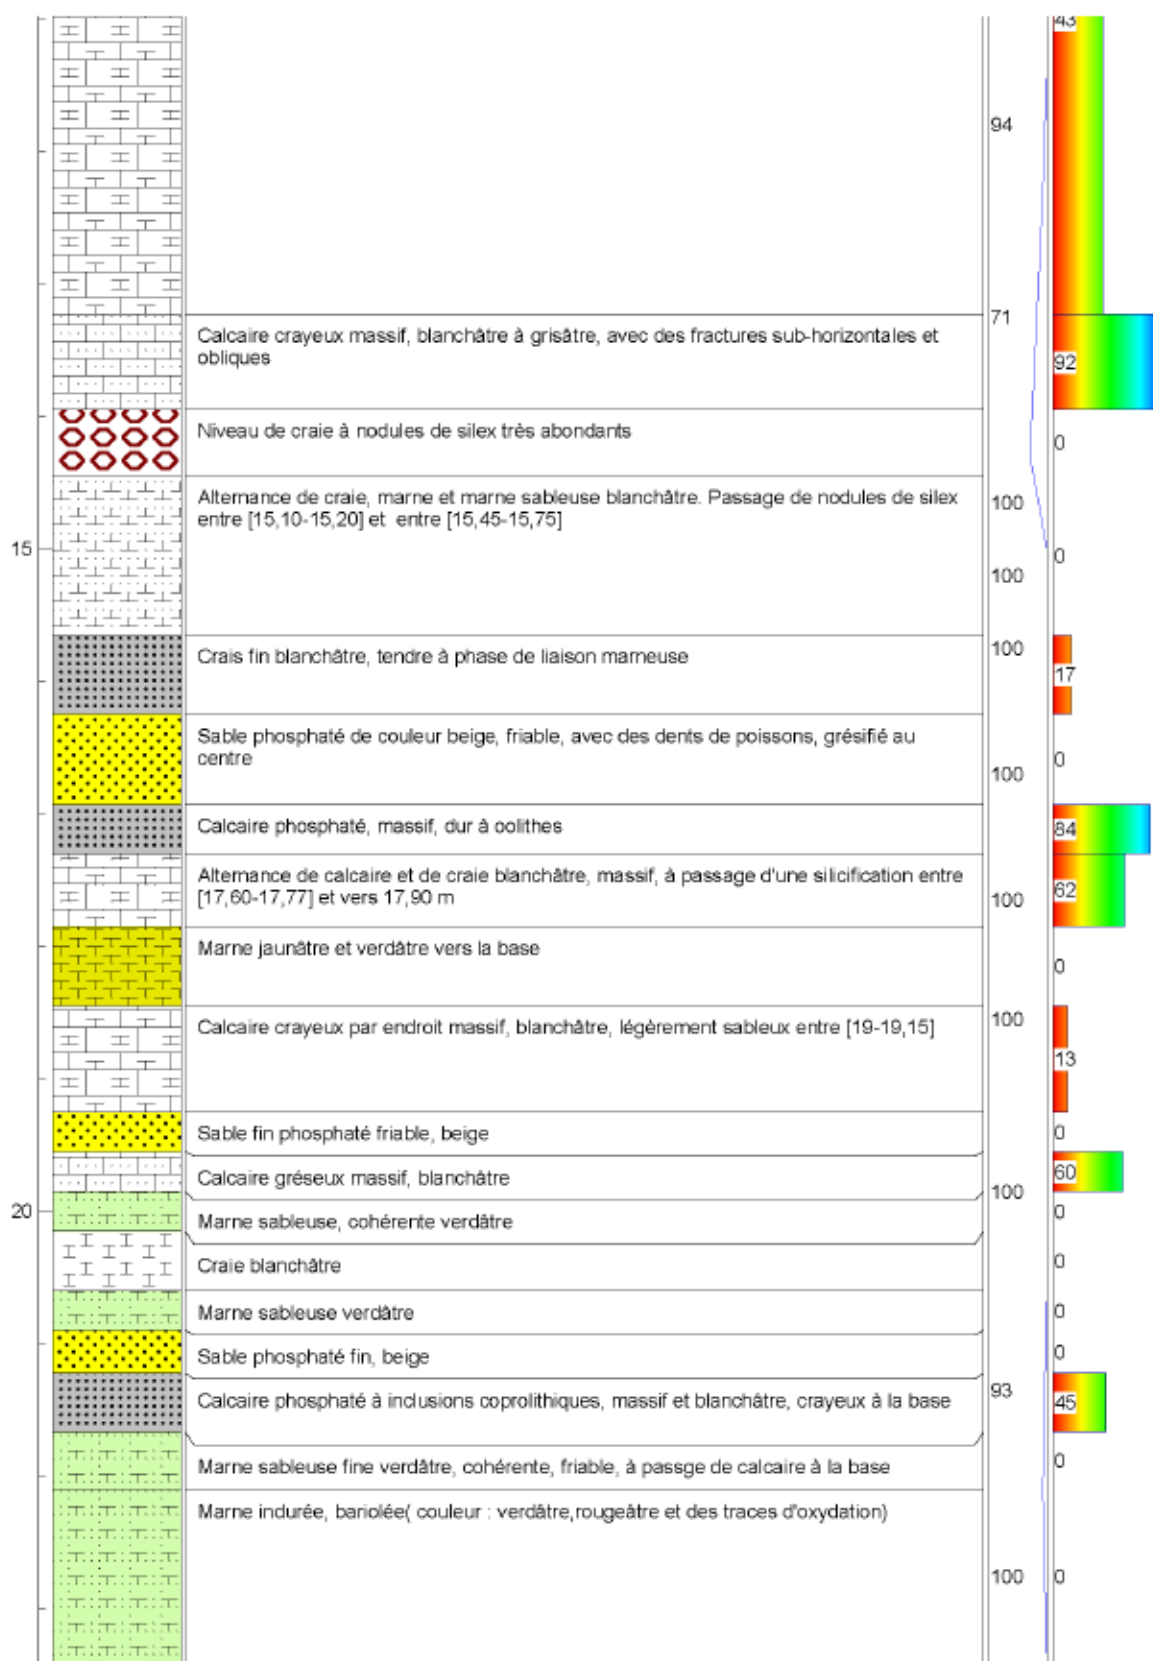 43
94
71
Calcaire crayeux massif, blanchâtre à grisâtre, avec des fractures sub-horizontales et
obliques
92
Niveau de craie à nodules de silex très abondants
0
Alternance de craie, marne et marne sableuse blanchâtre. Passage de nodules de silex
entre [15,10-15,20] et entre [15,45-15,75]
100
15
0
100
Crais fin blanchâtre, tendre à phase de liaison marneuse
100
17
Sable phosphaté de couleur beige, friable, avec des dents de poissons, grésifié au
centre
0
100
Calcaire phosphaté, massif, dur à oolithes
84
Alternance de calcaire et de craie blanchâtre, massif, à passage d'une silicification entre
[17,60-17,77] et vers 17,90 m
62
100
Marne jaunâtre et verdâtre vers la base
0
Calcaire crayeux par endroit massif, blanchâtre, légèrement sableux entre [19-19,15]
100
13
Sable fin phosphaté friable, beige
0
Calcaire gréseux massif, blanchâtre
60
100
20
Marne sableuse, cohérente verdâtre
0
Craie blanchâtre
0
Marne sableuse verdâtre
0
Sable phosphaté fin, beige
0
93
Calcaire phosphaté à inclusions coprolithiques, massif et blanchâtre, crayeux à la base
45
Marne sableuse fine verdâtre, cohérente, friable, à passge de calcaire à la base
0
Marne indurée, bariolée( couleur : verdâtre,rougeâtre et des traces d'oxydation)
100
0